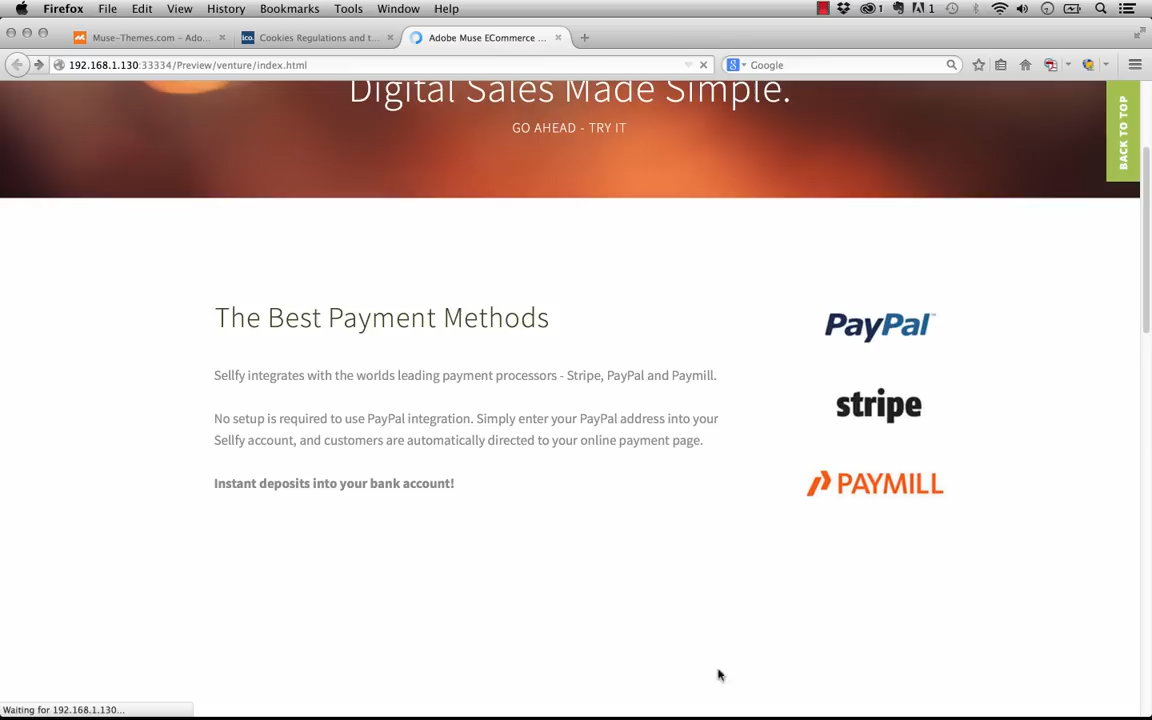 Firefox File Edit View History Bookmarks Tools Window Help 1 1
Muse-Themes.com – Ado... ico. Cookies Regulations and t... Adobe Muse ECommerce ...
192.168.1.130:33334/Preview/venture/index.html Google
Digital Sales Made Simple.
GO AHEAD - TRY IT
BACK TO TOP
The Best Payment Methods
PayPal™
Sellfy integrates with the worlds leading payment processors - Stripe, PayPal and Paymill.
stripe
No setup is required to use PayPal integration. Simply enter your PayPal address into your
Sellfy account, and customers are automatically directed to your online payment page.
Instant deposits into your bank account!
PAYMILL
Waiting for 192.168.1.130...